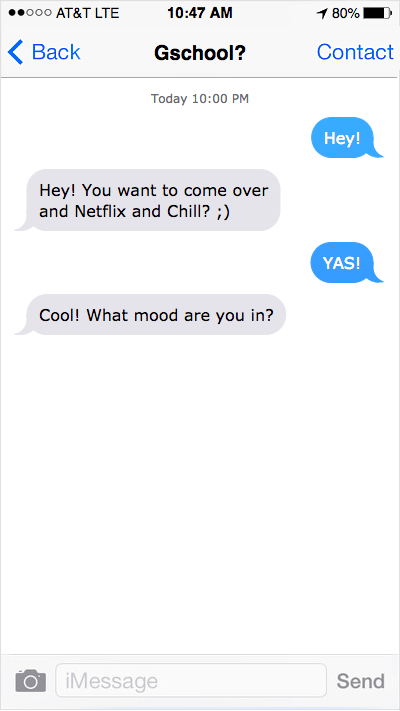 AT&T LTE 10:47 AM 80%
Back Gschool? Contact
Today 10:00 PM
Hey!
Hey! You want to come over
and Netflix and Chill? ;)
YAS!
Cool! What mood are you in?
iMessage Send